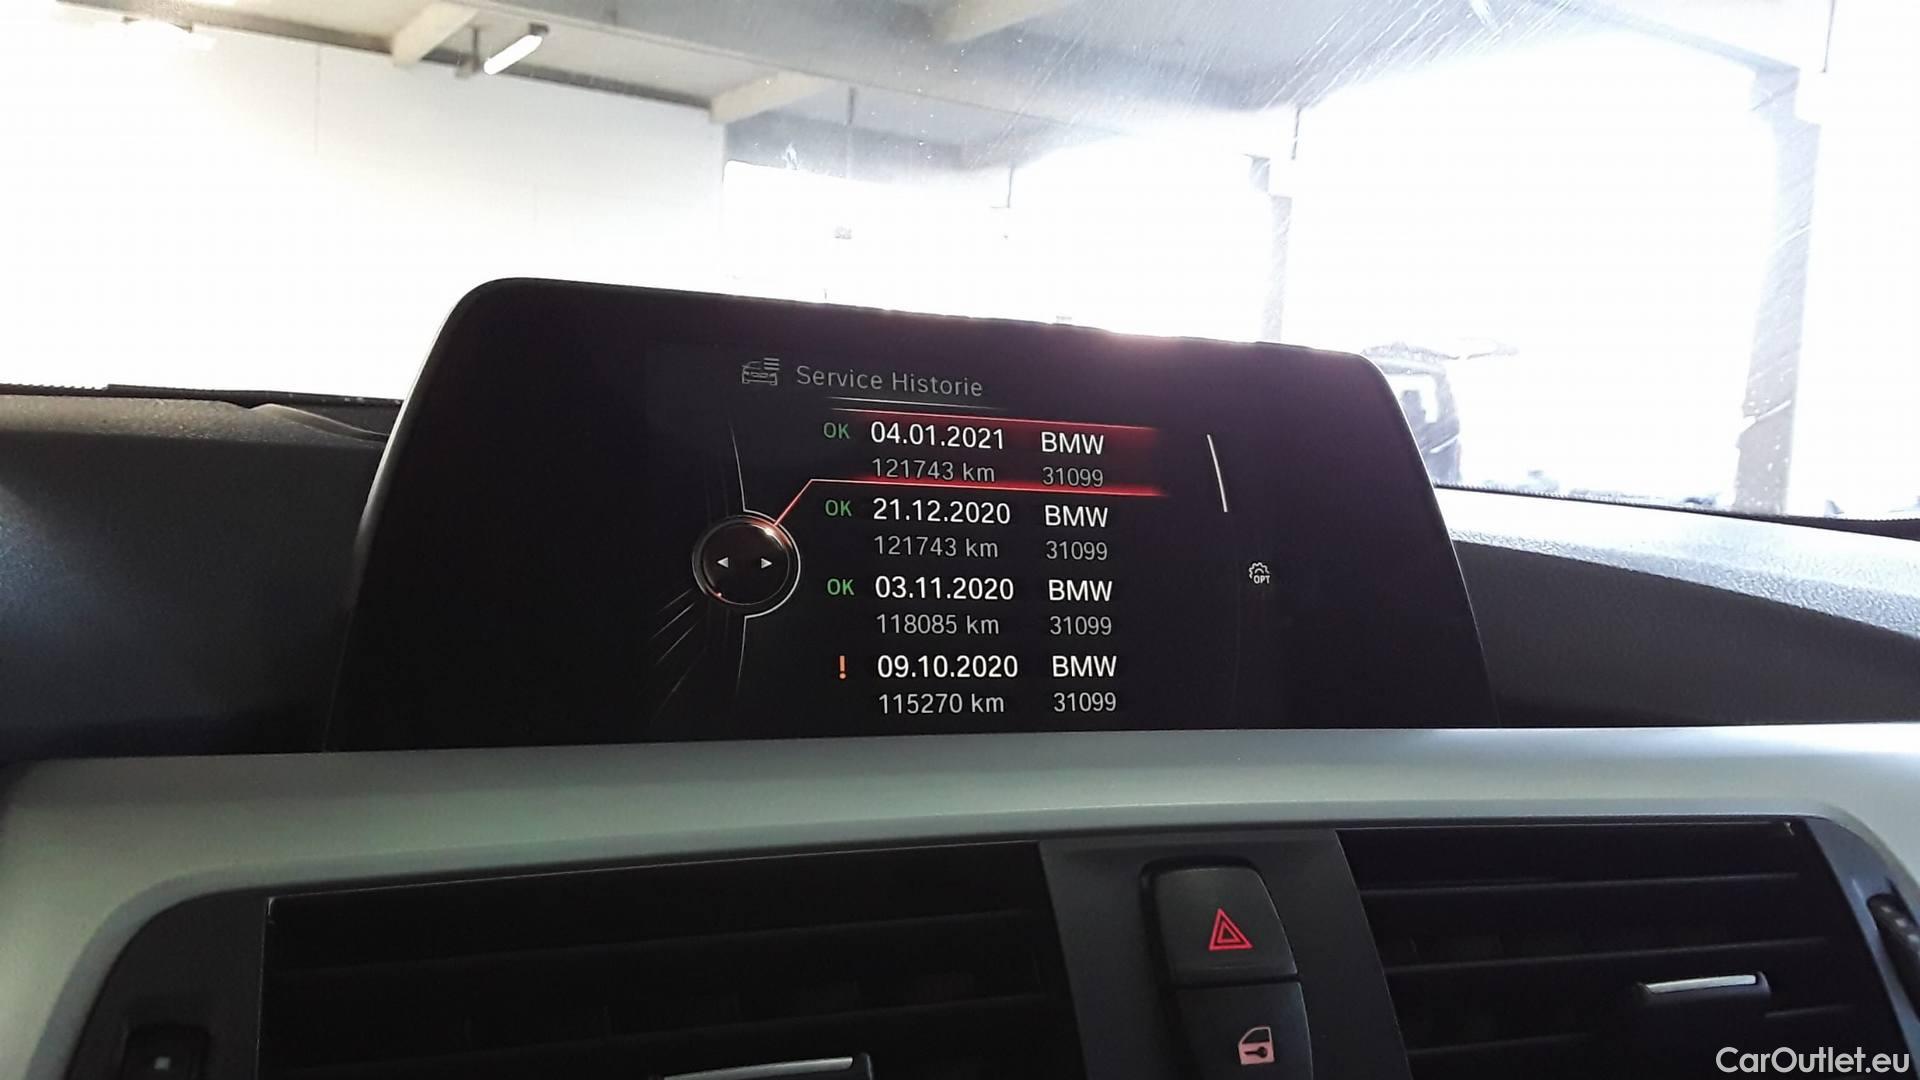 Service Historie
OK 04.01.2021 BMW
121743 km 31099
OK 21.12.2020 BMW
121743 km 31099
OK 03.11.2020 BMW
118085 km 31099
! 09.10.2020 BMW
115270 km 31099
OPT
CarOutlet.eu